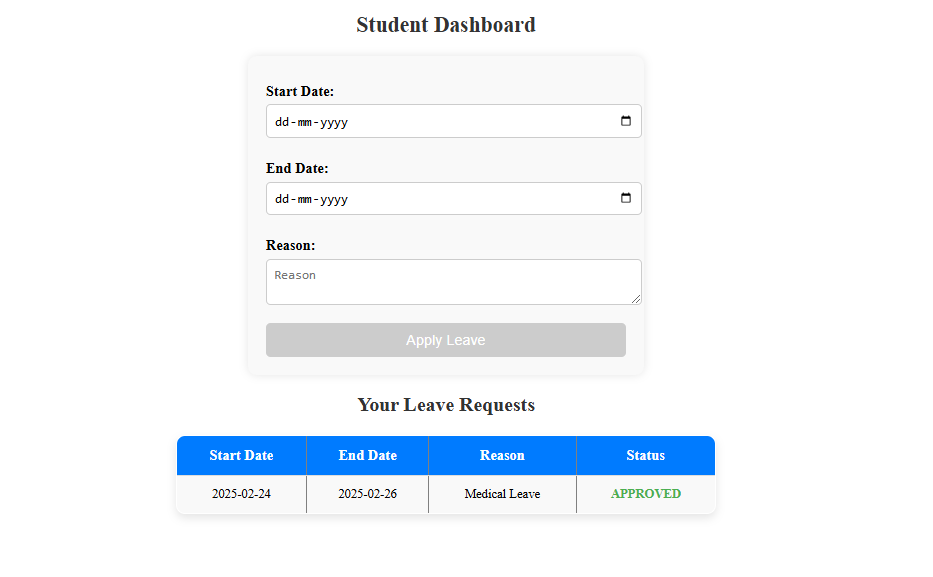 Student Dashboard
Start Date:
dd-mm-yyyy
End Date:
dd-mm-yyyy
Reason:
Reason
Apply Leave
Your Leave Requests
Start Date End Date Reason Status
2025-02-24 2025-02-26 Medical Leave APPROVED